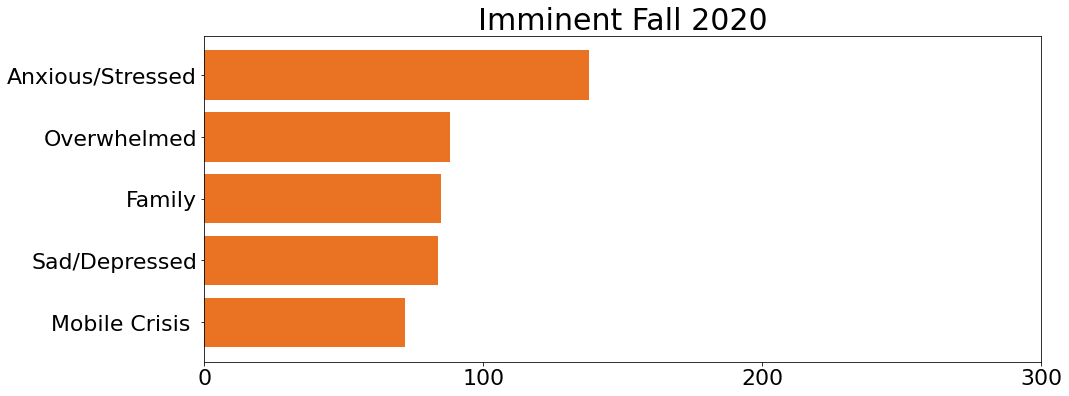 Imminent Fall 2020
Anxious/Stressed
Overwhelmed
Family
Sad/Depressed
Mobile Crisis
0 100 200 300